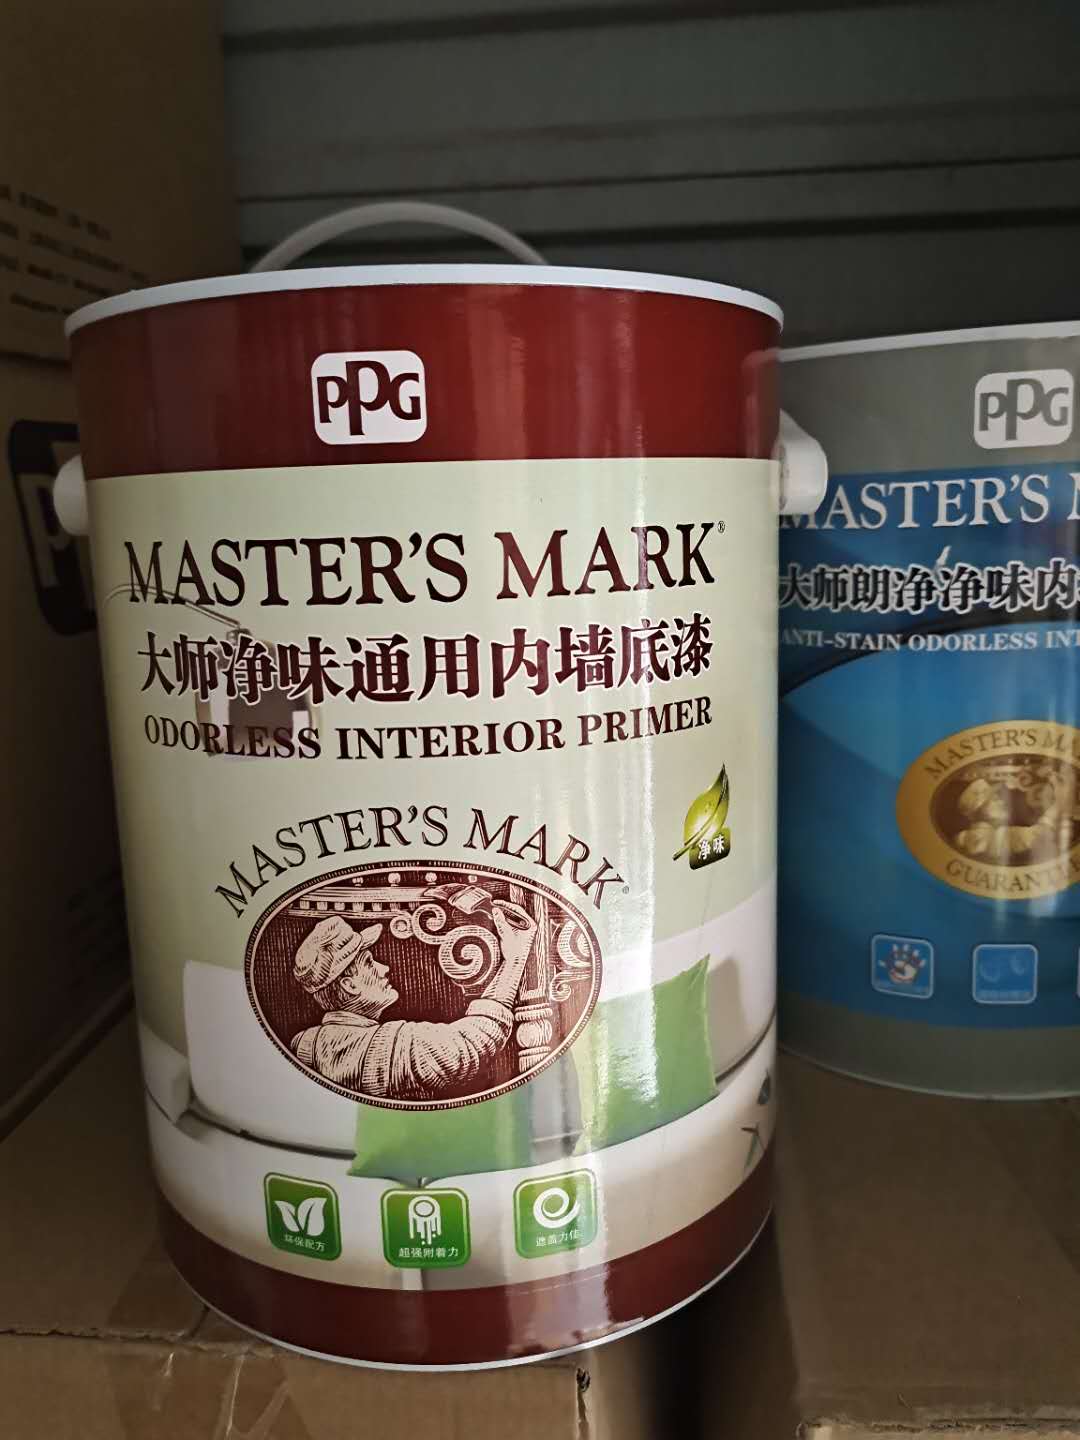 PPG
MASTER'S MARK®
大师净味通用内墙底漆
ODORLESS INTERIOR PRIMER
净味
MASTER'S MARK
环保配方
超强附着力
遮盖力佳
PPG
MASTER'S
大师朗净净味内
ANTI-STAIN ODORLESS
MASTER'S